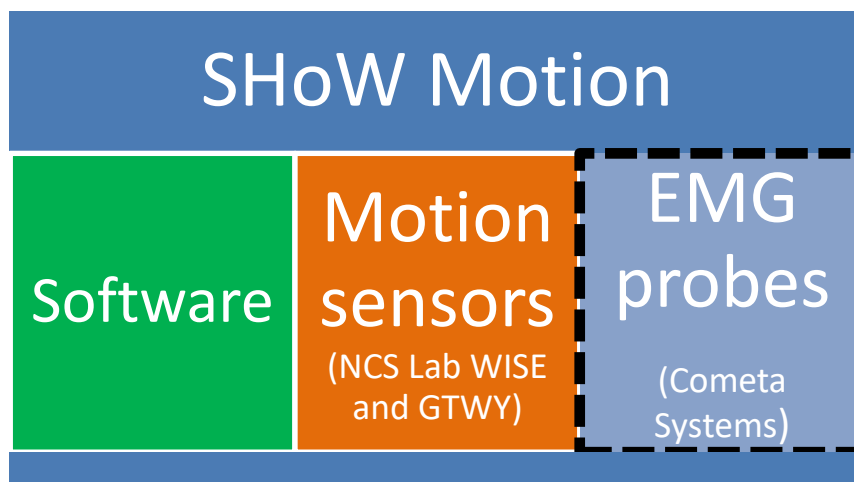 SHoW Motion
Software
Motion
sensors
(NCS Lab WISE
and GTWY)
EMG
probes
(Cometa
Systems)